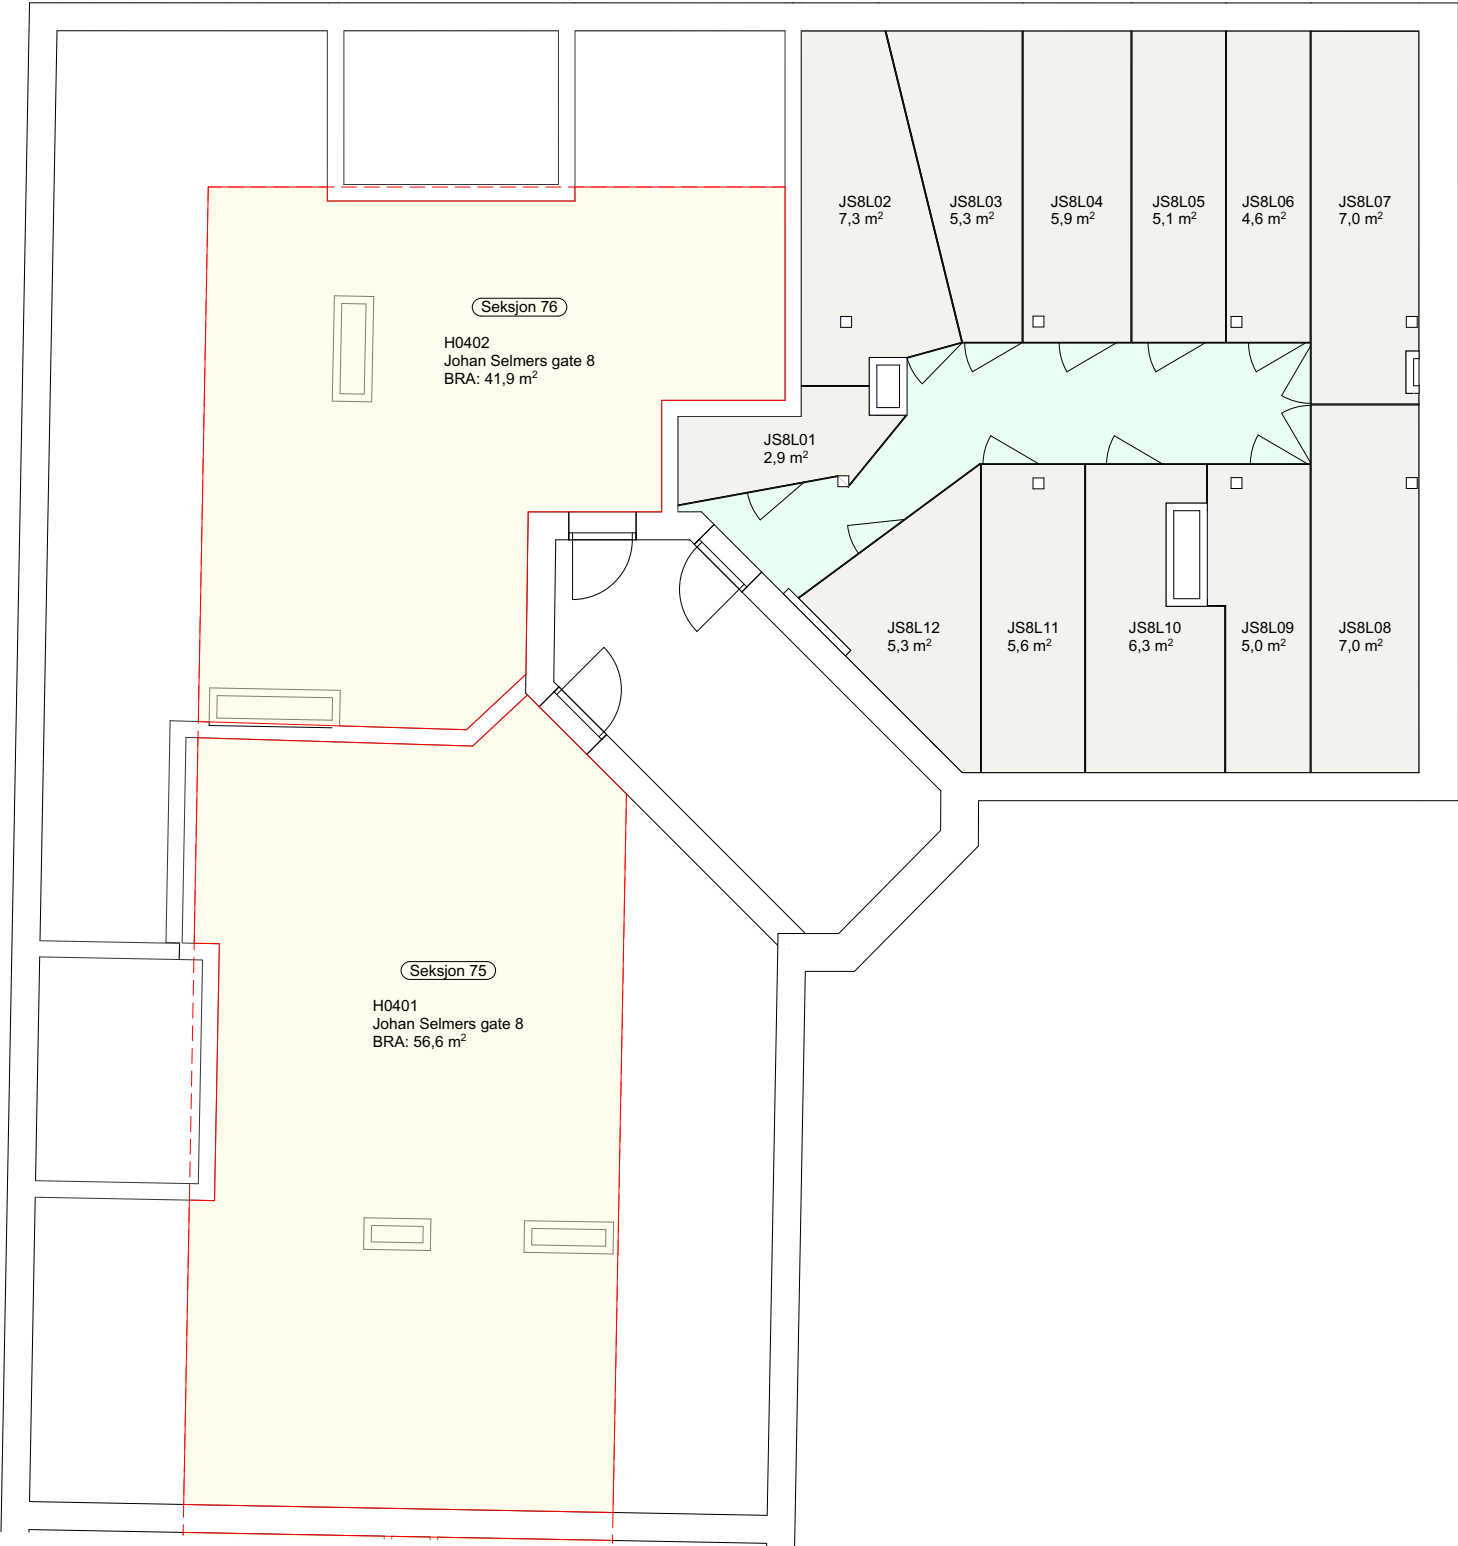 JS8L02
7,3 m²
JS8L03
5,3 m²
JS8L04
5,9 m²
JS8L05
5,1 m²
JS8L06
4,6 m²
JS8L07
7,0 m²
Seksjon 76
H0402
Johan Selmers gate 8
BRA: 41,9 m²
JS8L01
2,9 m²
JS8L12
5,3 m²
JS8L11
5,6 m²
JS8L10
6,3 m²
JS8L09
5,0 m²
JS8L08
7,0 m²
Seksjon 75
H0401
Johan Selmers gate 8
BRA: 56,6 m²